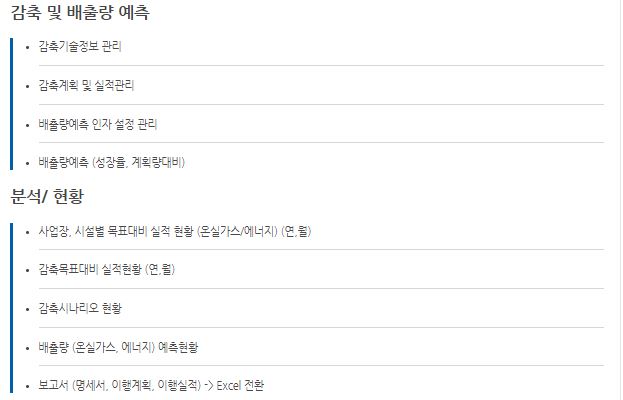 감축 및 배출량 예측
감축기술정보 관리
감축계획 및 실적관리
배출량예측 인자 설정 관리
배출량예측 (성장율, 계획량대비)
분석/ 현황
사업장, 시설별 목표대비 실적 현황 (온실가스/에너지) (연,월)
감축목표대비 실적현황 (연,월)
감축시나리오 현황
배출량 (온실가스, 에너지) 예측현황
보고서 (명세서, 이행계획, 이행실적) -> Excel 전환